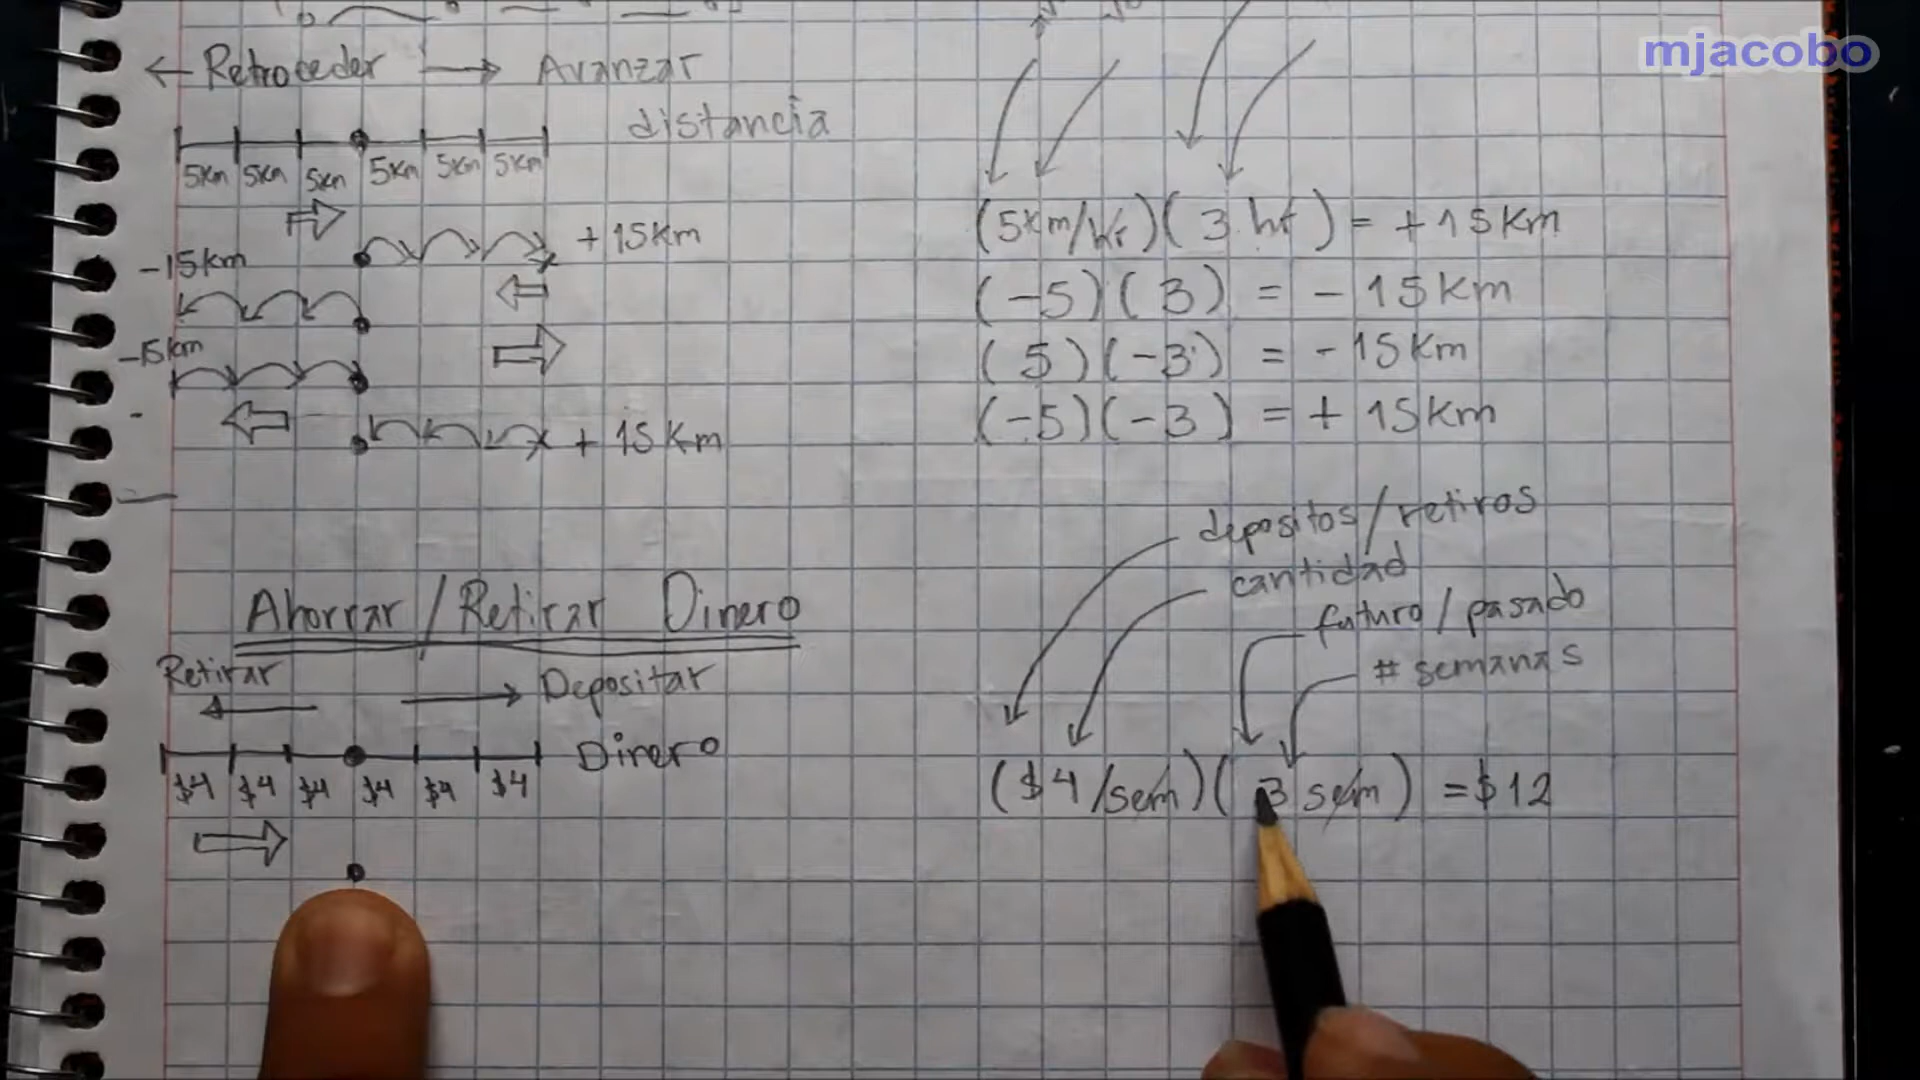 mjacobo
← Retroceder → Avanzar
distancia
5km 5km 5km 5km 5km 5km
+ 15km
-15km
-15km
+ 15 Km
(5km/hr)(3 hr) = +15km
(-5)(3) = - 15km
(5)(-3) = - 15km
(-5)(-3) = + 15km
Ahorrar / Retirar Dinero
Retirar
Depositar
Dinero
$4 $4 $4 $4 $4 $4
depositos/retiros
cantidad
futuro/pasado
# semanas
($4/sem)(3 sem) = $12